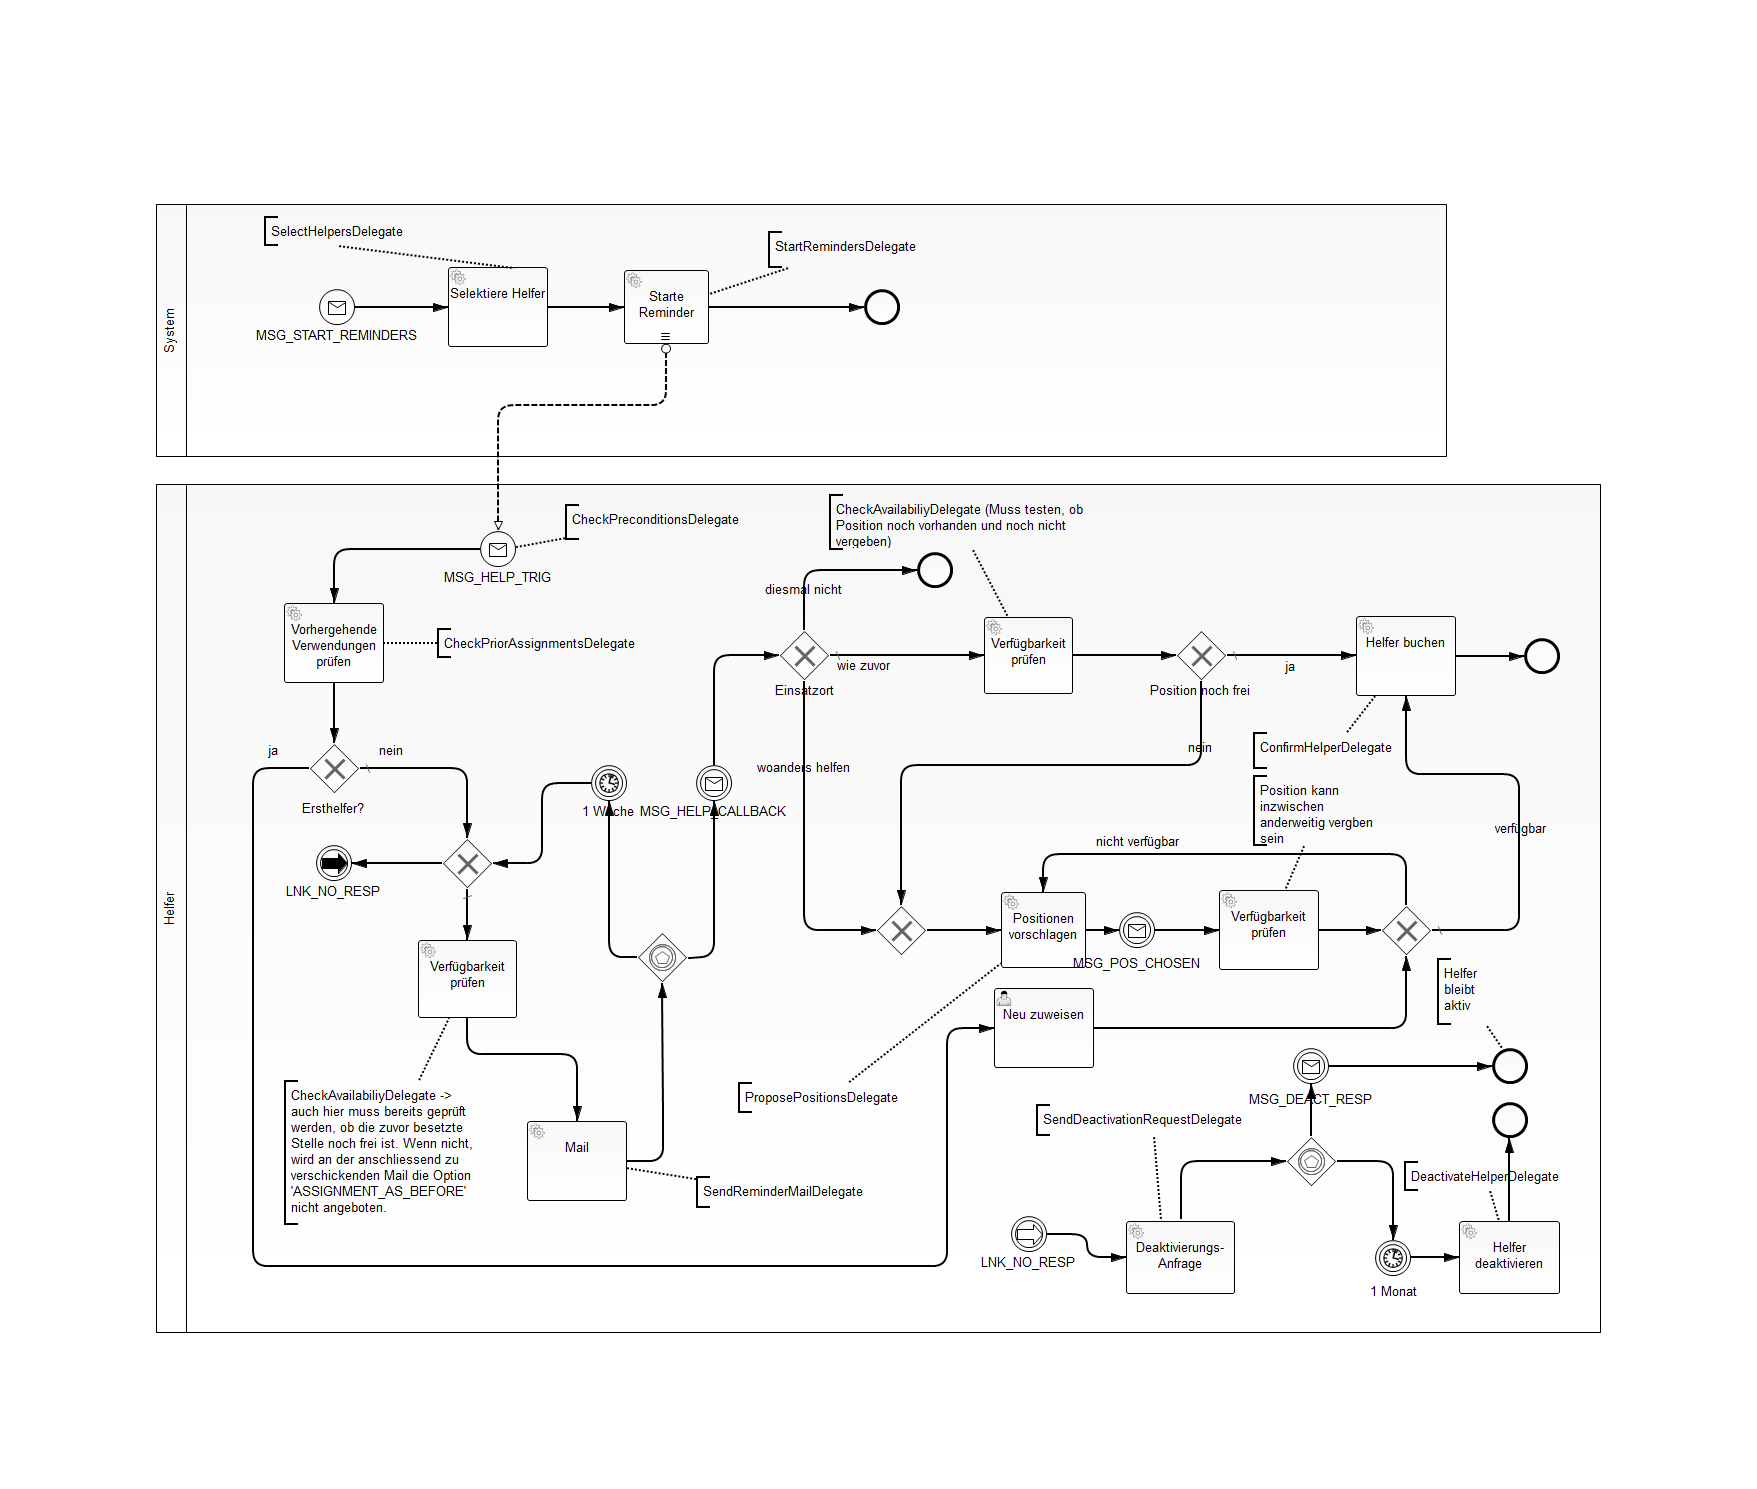 System
SelectHelpersDelegate
StartRemindersDelegate
Selektiere Helfer
Starte
Reminder
MSG_START_REMINDERS
Helfer
CheckPreconditionsDelegate
MSG_HELP_TRIG
CheckAvailabiliyDelegate (Muss testen, ob
Position noch vorhanden und noch nicht
vergeben)
diesmal nicht
Vorhergehende
Verwendungen
prüfen
CheckPriorAssignmentsDelegate
Verfügbarkeit
prüfen
Helfer buchen
wie zuvor
ja
Einsatzort
Position noch frei
ja
nein
nein
ConfirmHelperDelegate
woanders helfen
Ersthelfer?
1 Woche
MSG_HELP_CALLBACK
Position kann
inzwischen
anderweitig vergben
sein
verfügbar
nicht verfügbar
LNK_NO_RESP
Positionen
vorschlagen
Verfügbarkeit
prüfen
MSG_POS_CHOSEN
Verfügbarkeit
prüfen
Helfer
bleibt
aktiv
Neu zuweisen
CheckAvailabiliyDelegate ->
auch hier muss bereits geprüft
werden, ob die zuvor besetzte
Stelle noch frei ist. Wenn nicht,
wird an der anschliessend zu
verschickenden Mail die Option
'ASSIGNMENT_AS_BEFORE'
nicht angeboten.
ProposePositionsDelegate
MSG_DEACT_RESP
SendDeactivationRequestDelegate
Mail
DeactivateHelperDelegate
SendReminderMailDelegate
LNK_NO_RESP
Deaktivierungs-
Anfrage
Helfer
deaktivieren
1 Monat